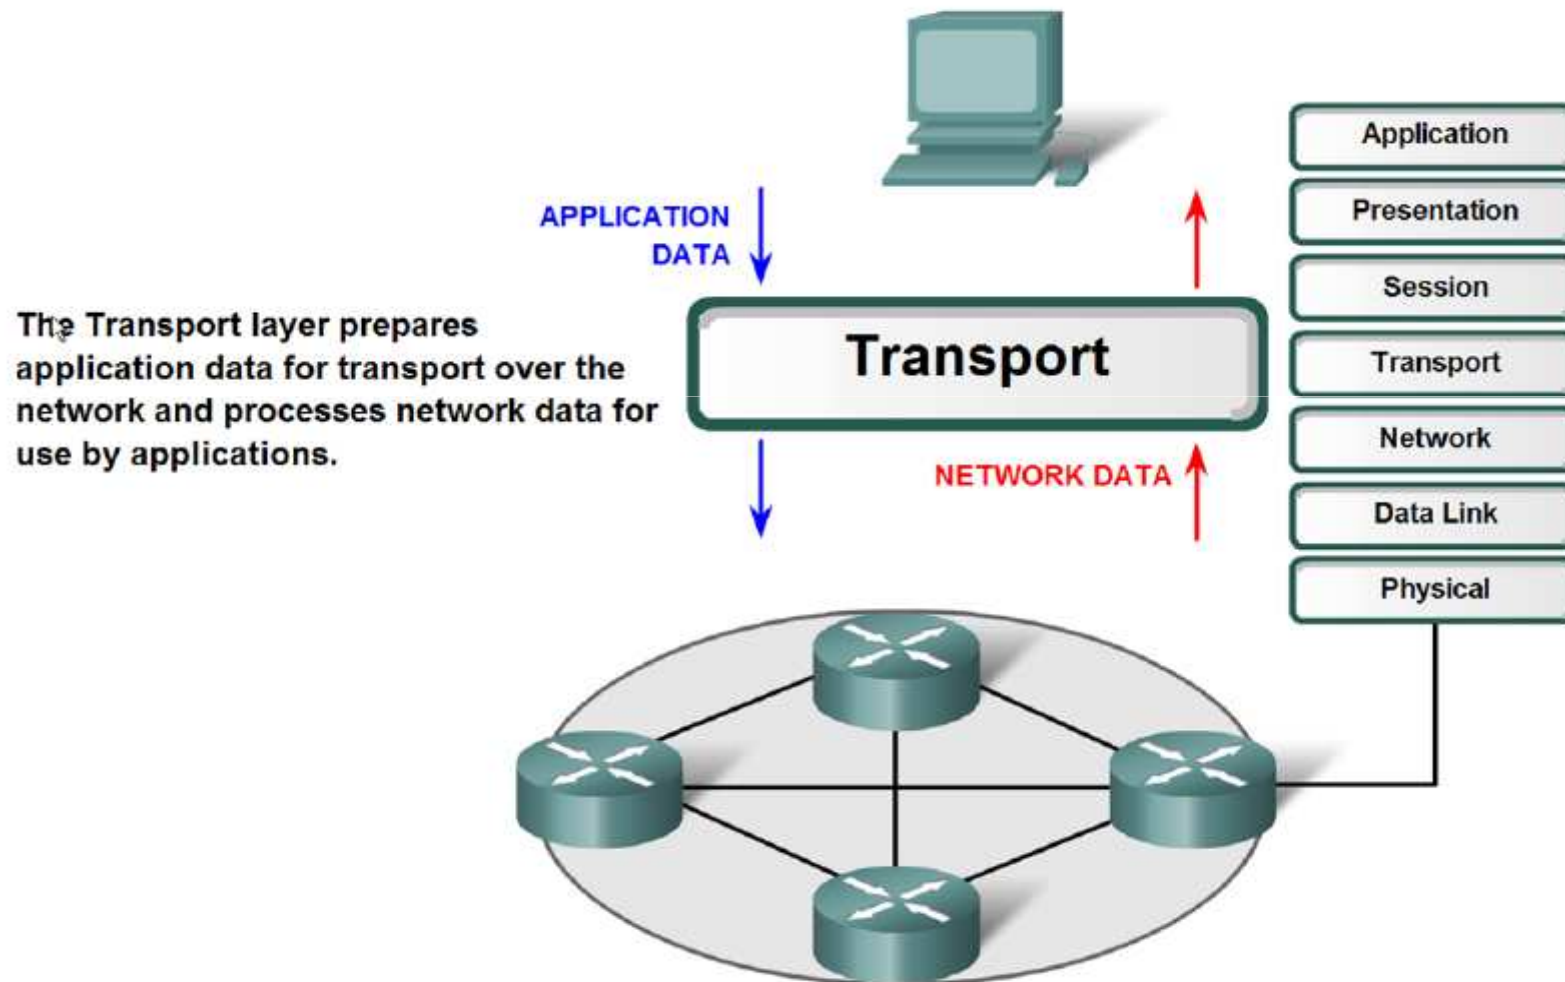 APPLICATION
DATA
The Transport layer prepares
application data for transport over the
network and processes network data for
use by applications.
Transport
NETWORK DATA
Application
Presentation
Session
Transport
Network
Data Link
Physical